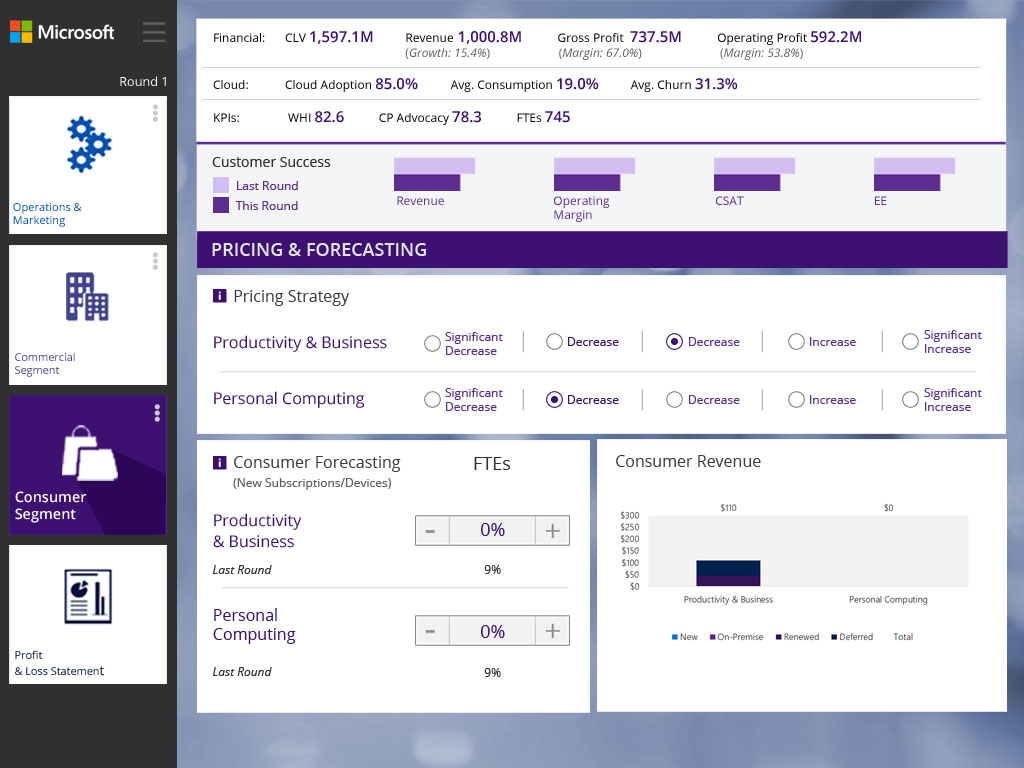 Microsoft
Round 1
Operations &
Marketing
Commercial
Segment
Consumer
Segment
Profit
& Loss Statement
Financial: CLV 1,597.1M Revenue 1,000.8M Gross Profit 737.5M Operating Profit 592.2M
(Growth: 15.4%) (Margin: 67.0%) (Margin: 53.8%)
Cloud: Cloud Adoption 85.0% Avg. Consumption 19.0% Avg. Churn 31.3%
KPIs: WHI 82.6 CP Advocacy 78.3 FTEs 745
Customer Success
Last Round
This Round
Revenue
Operating
Margin
CSAT
EE
PRICING & FORECASTING
i Pricing Strategy
Productivity & Business
Significant
Decrease
Decrease
Decrease
Increase
Significant
Increase
Personal Computing
Significant
Decrease
Decrease
Decrease
Increase
Significant
Increase
i Consumer Forecasting FTEs
(New Subscriptions/Devices)
Productivity
& Business
- 0% +
Last Round 9%
Personal
Computing
- 0% +
Last Round 9%
Consumer Revenue
$110 $0
$300
$250
$200
$150
$100
$50
$0
Productivity & Business Personal Computing
New On-Premise Renewed Deferred Total